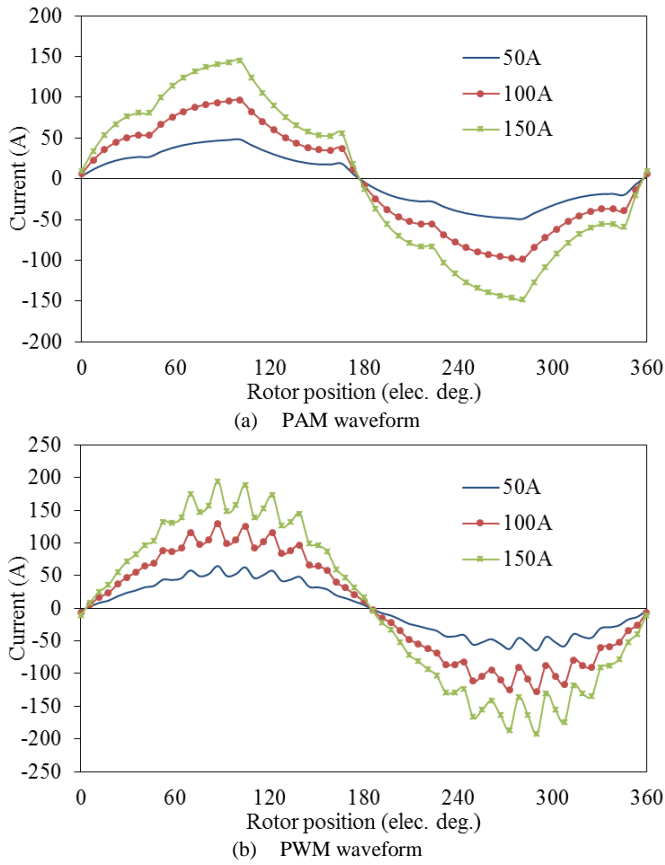 200
150
100
50
0
-50
-100
-150
-200
Current (A)
50A
100A
150A
0 60 120 180 240 300 360
Rotor position (elec. deg.)
(a) PAM waveform
250
200
150
100
50
0
-50
-100
-150
-200
-250
Current (A)
50A
100A
150A
0 60 120 180 240 300 360
Rotor position (elec. deg.)
(b) PWM waveform